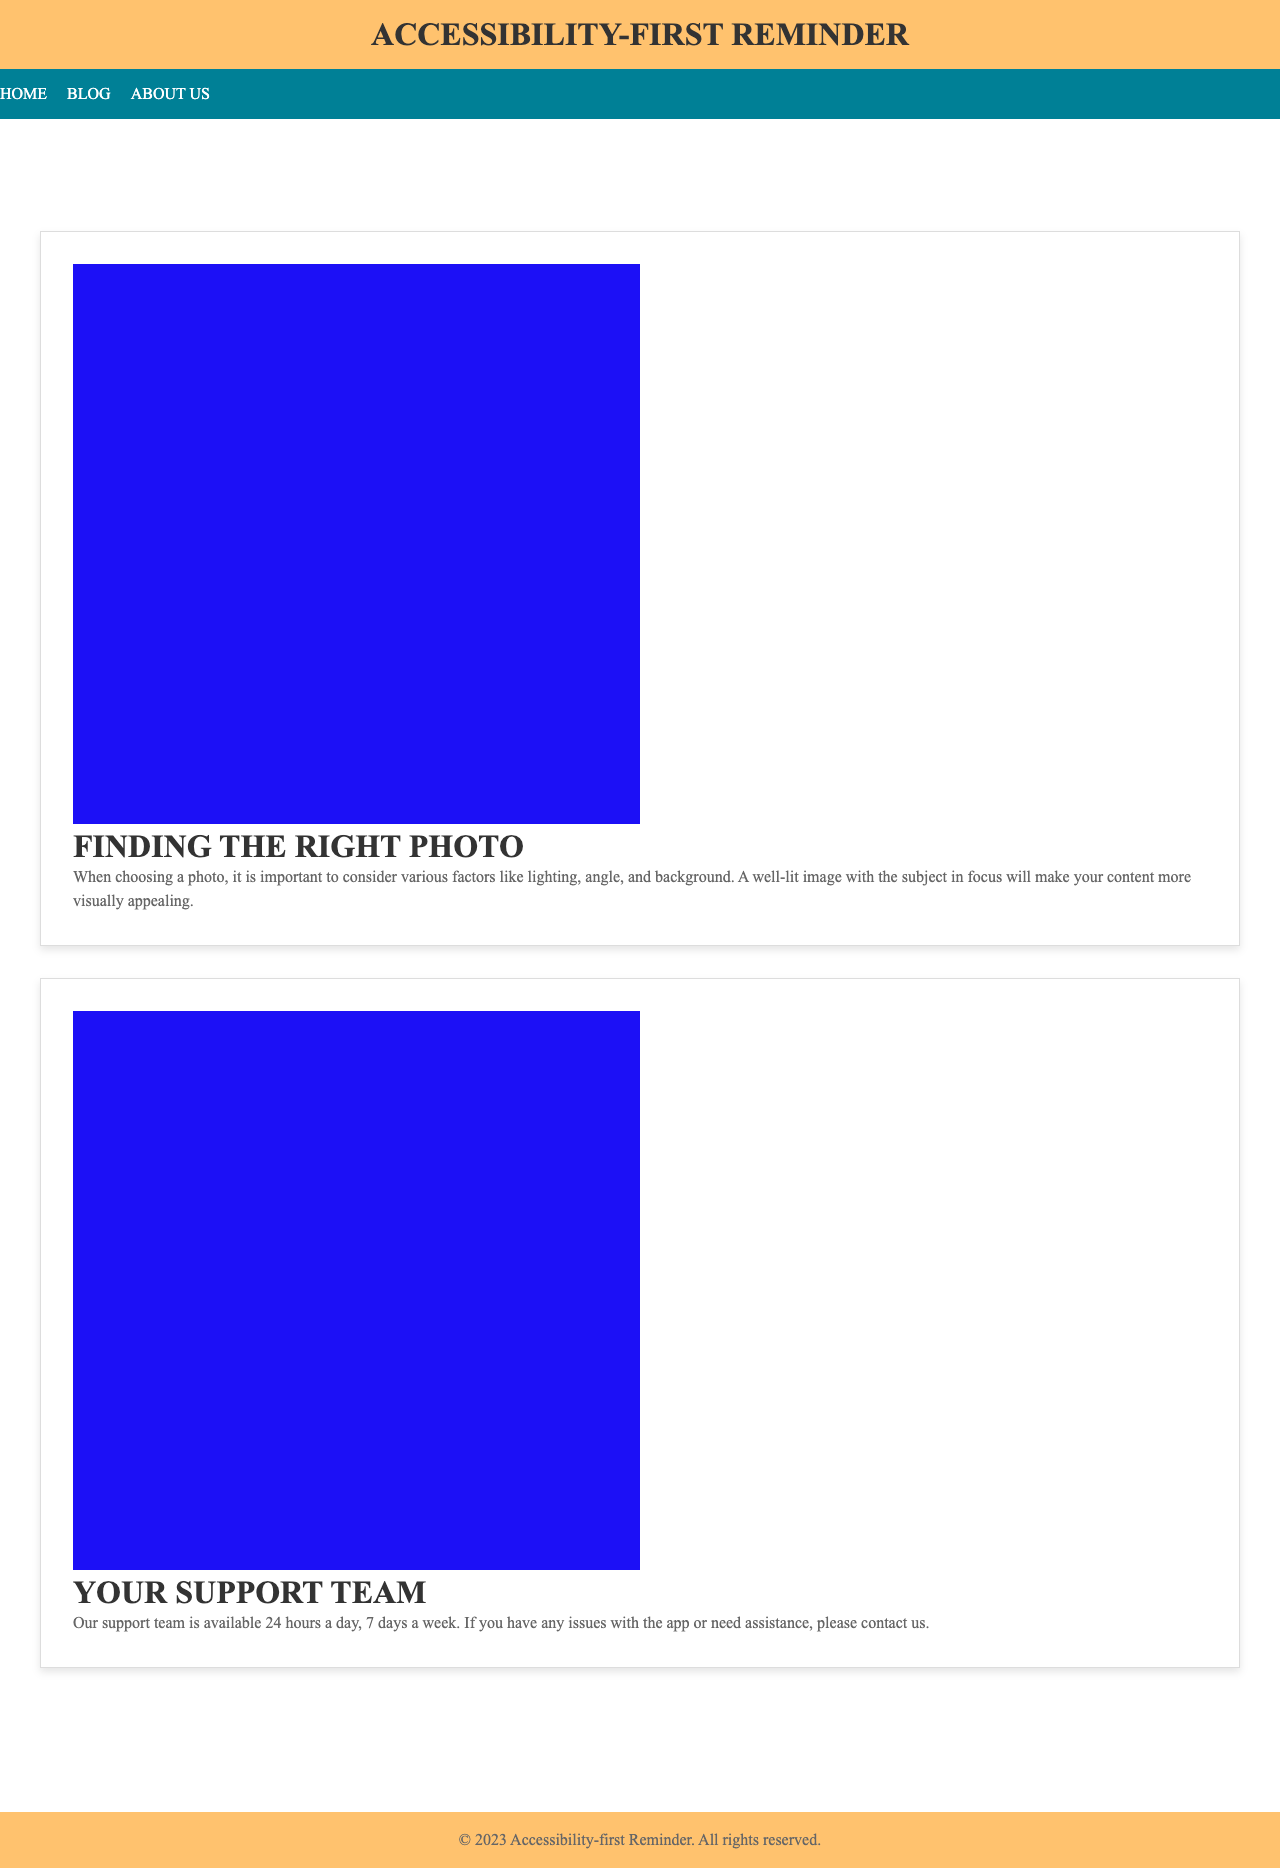 ACCESSIBILITY-FIRST REMINDER
HOME BLOG ABOUT US
FINDING THE RIGHT PHOTO
When choosing a photo, it is important to consider various factors like lighting, angle, and background. A well-lit image with the subject in focus will make your content more
visually appealing.
YOUR SUPPORT TEAM
Our support team is available 24 hours a day, 7 days a week. If you have any issues with the app or need assistance, please contact us.
© 2023 Accessibility-first Reminder. All rights reserved.